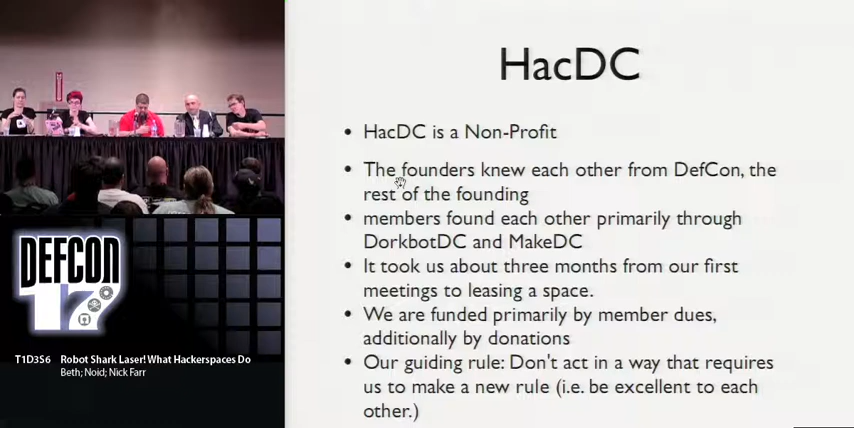 HacDC
• HacDC is a Non-Profit
• The founders knew each other from DefCon, the
rest of the founding
• members found each other primarily through
DorkbotDC and MakeDC
• It took us about three months from our first
meetings to leasing a space.
• We are funded primarily by member dues,
additionally by donations
• Our guiding rule: Don't act in a way that requires
us to make a new rule (i.e. be excellent to each
other.)
DEFCON
17
T1D3S6 Robot Shark Laser! What Hackerspaces Do
Beth; Noid; Nick Farr